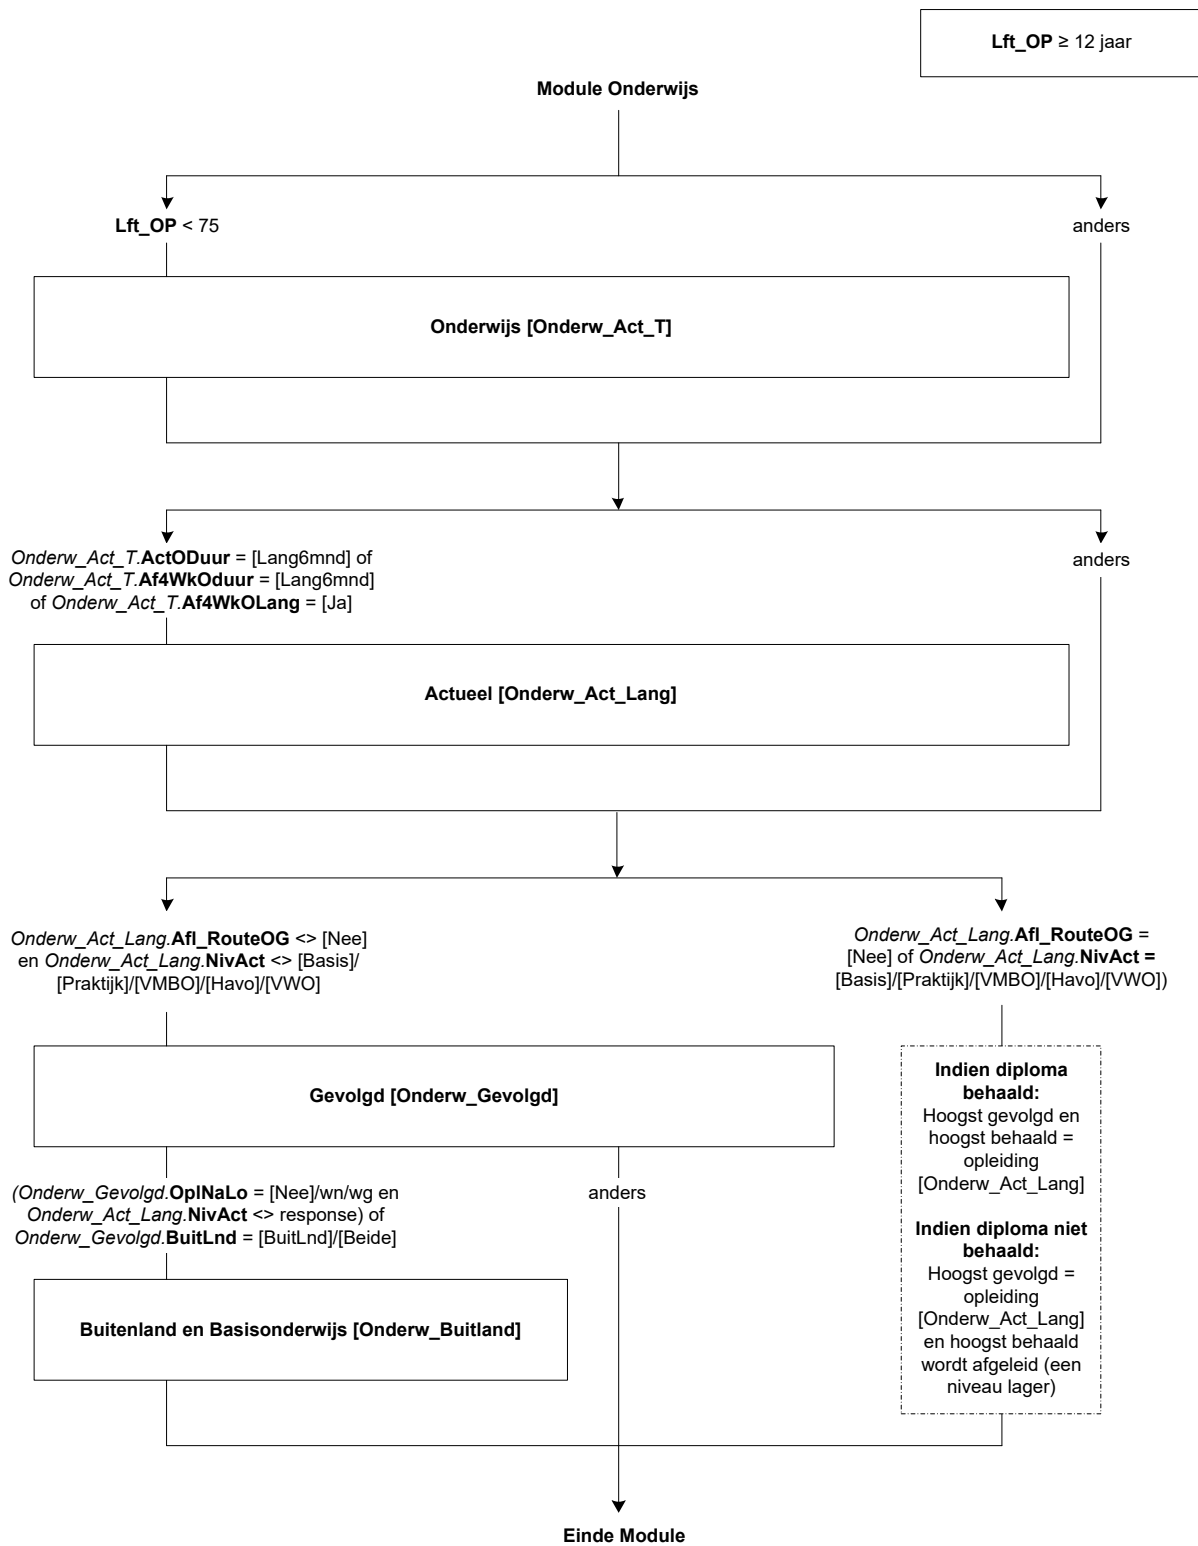 Lft_OP ≥ 12 jaar
Module Onderwijs
Lft_OP < 75
anders
Onderwijs [Onderw_Act_T]
Onderw_Act_T.ActODuur = [Lang6mnd] of
Onderw_Act_T.Af4WkOduur = [Lang6mnd]
of Onderw_Act_T.Af4WkOLang = [Ja]
anders
Actueel [Onderw_Act_Lang]
Onderw_Act_Lang.Afl_RouteOG <> [Nee]
en Onderw_Act_Lang.NivAct <> [Basis]/
[Praktijk]/[VMBO]/[Havo]/[VWO]
Onderw_Act_Lang.Afl_RouteOG =
[Nee] of Onderw_Act_Lang.NivAct =
[Basis]/[Praktijk]/[VMBO]/[Havo]/[VWO])
Gevolgd [Onderw_Gevolgd]
(Onderw_Gevolgd.OplNaLo = [Nee]/wn/wg en
Onderw_Act_Lang.NivAct <> response) of
Onderw_Gevolgd.BuitLnd = [BuitLnd]/[Beide]
anders
Buitenland en Basisonderwijs [Onderw_Buitland]
Indien diploma
behaald:
Hoogst gevolgd en
hoogst behaald =
opleiding
[Onderw_Act_Lang]
Indien diploma niet
behaald:
Hoogst gevolgd =
opleiding
[Onderw_Act_Lang]
en hoogst behaald
wordt afgeleid (een
niveau lager)
Einde Module